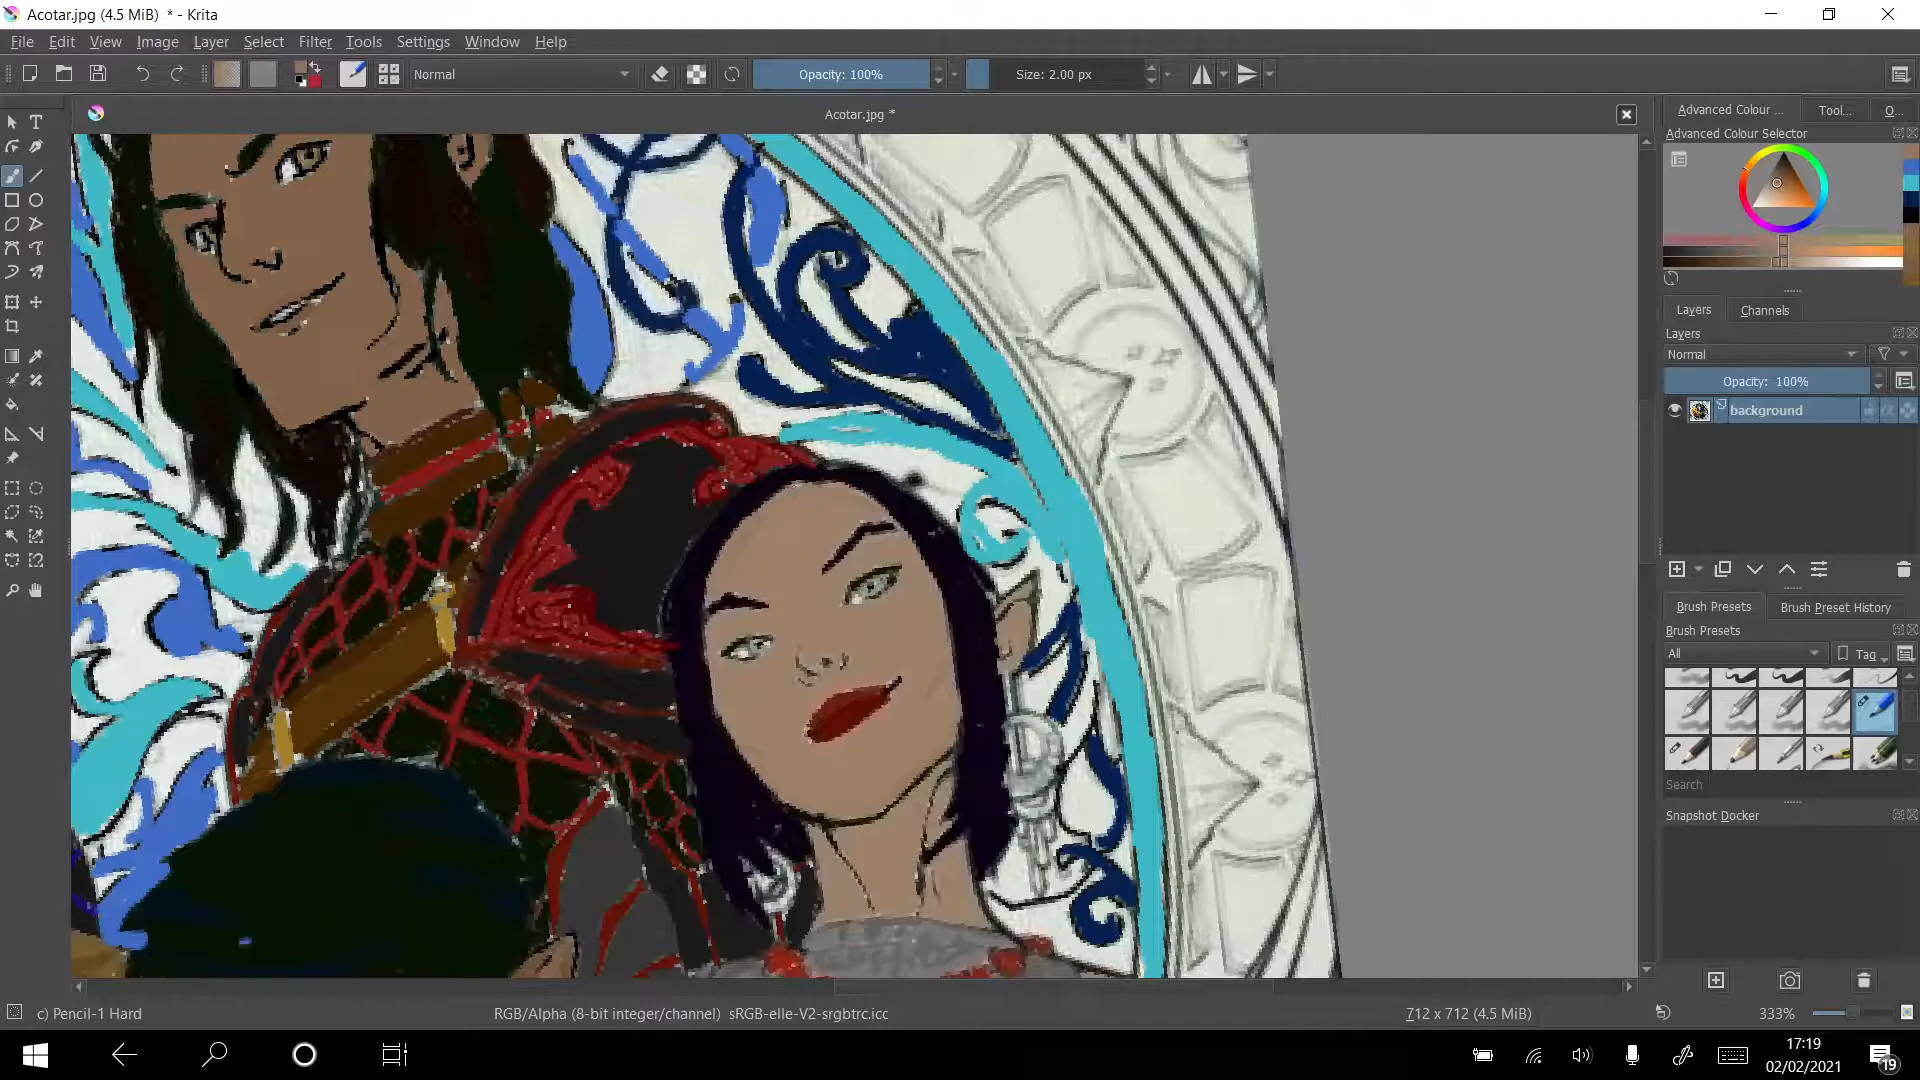 Acotar.jpg (4.5 MiB) * - Krita
File Edit View Image Layer Select Filter Tools Settings Window Help
Normal Opacity: 100% Size: 2.00 px
Acotar.jpg *
Advanced Colour ... Tool... O...
Advanced Colour Selector
Layers Channels
Layers
Normal
Opacity: 100%
background
Brush Presets Brush Preset History
Brush Presets
All Tag
Search
Snapshot Docker
c) Pencil-1 Hard RGB/Alpha (8-bit integer/channel) sRGB-elle-V2-srgbtrc.icc 712 x 712 (4.5 MiB) 333%
17:19
02/02/2021
19